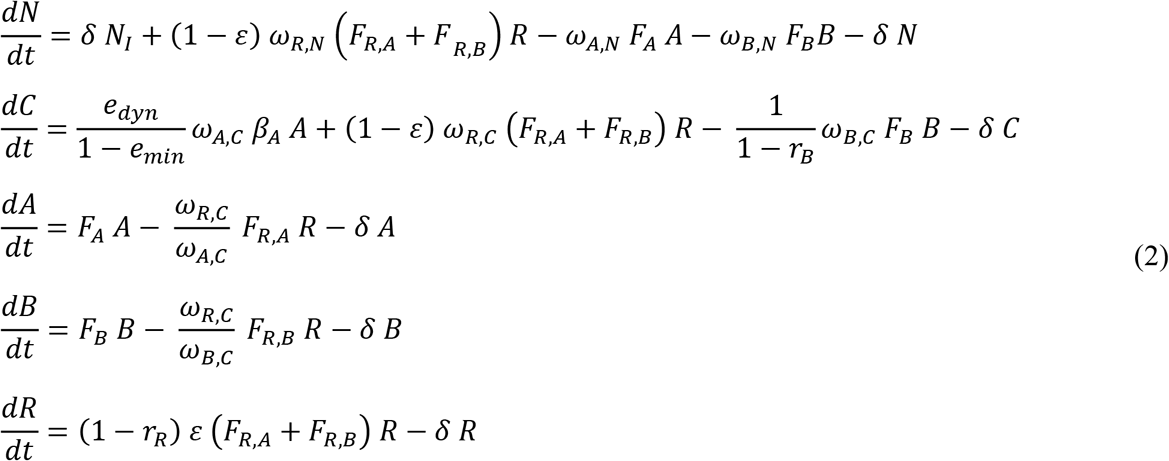 dN/dt = δ N_I + (1 − ε) ω_{R,N} (F_{R,A} + F_{R,B}) R − ω_{A,N} F_A A − ω_{B,N} F_B B − δ N
dC/dt = e_{dyn}/(1 − e_{min}) ω_{A,C} β_A A + (1 − ε) ω_{R,C} (F_{R,A} + F_{R,B}) R − 1/(1 − r_B) ω_{B,C} F_B B − δ C
dA/dt = F_A A − ω_{R,C}/ω_{A,C} F_{R,A} R − δ A
(2)
dB/dt = F_B B − ω_{R,C}/ω_{B,C} F_{R,B} R − δ B
dR/dt = (1 − r_R) ε (F_{R,A} + F_{R,B}) R − δ R